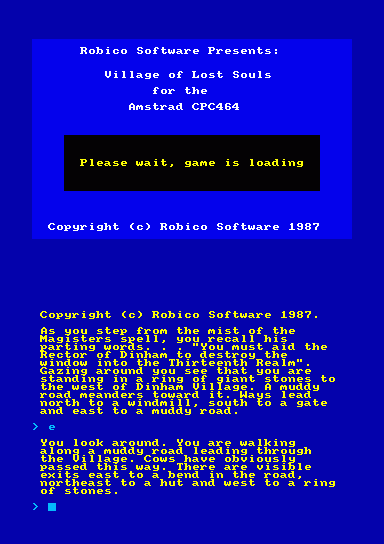 Robico Software Presents:
Village of Lost Souls
for the
Amstrad CPC464
Please wait, game is loading
Copyright (c) Robico Software 1987
Copyright (c) Robico Software 1987.
As you step from the mist of the
Magisters spell, you recall his
parting words. . . "You must aid the
Rector of Dinham to destroy the
window into the Thirteenth Realm".
Gazing around you see that you are
standing in a ring of giant stones to
the west of Dinham Village. A muddy
road meanders toward it. Ways lead
north to a windmill, south to a gate
and east to a muddy road.
> e
You look around. You are walking
along a muddy road leading through
the Village. Cows have obviously
passed this way. There are visible
exits east to a bend in the road,
northeast to a hut and west to a ring
of stones.
>